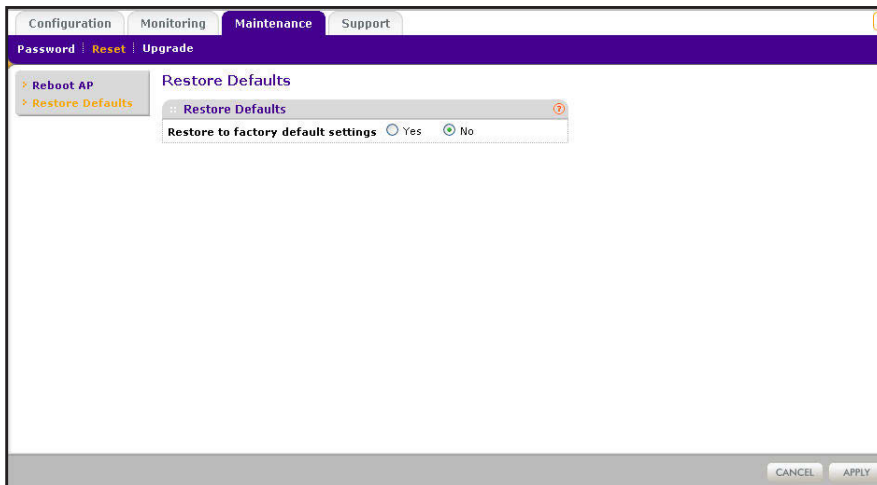 Configuration Monitoring Maintenance Support
Password Reset Upgrade
Reboot AP
Restore Defaults
Restore Defaults
Restore Defaults ?
Restore to factory default settings Yes No
CANCEL APPLY